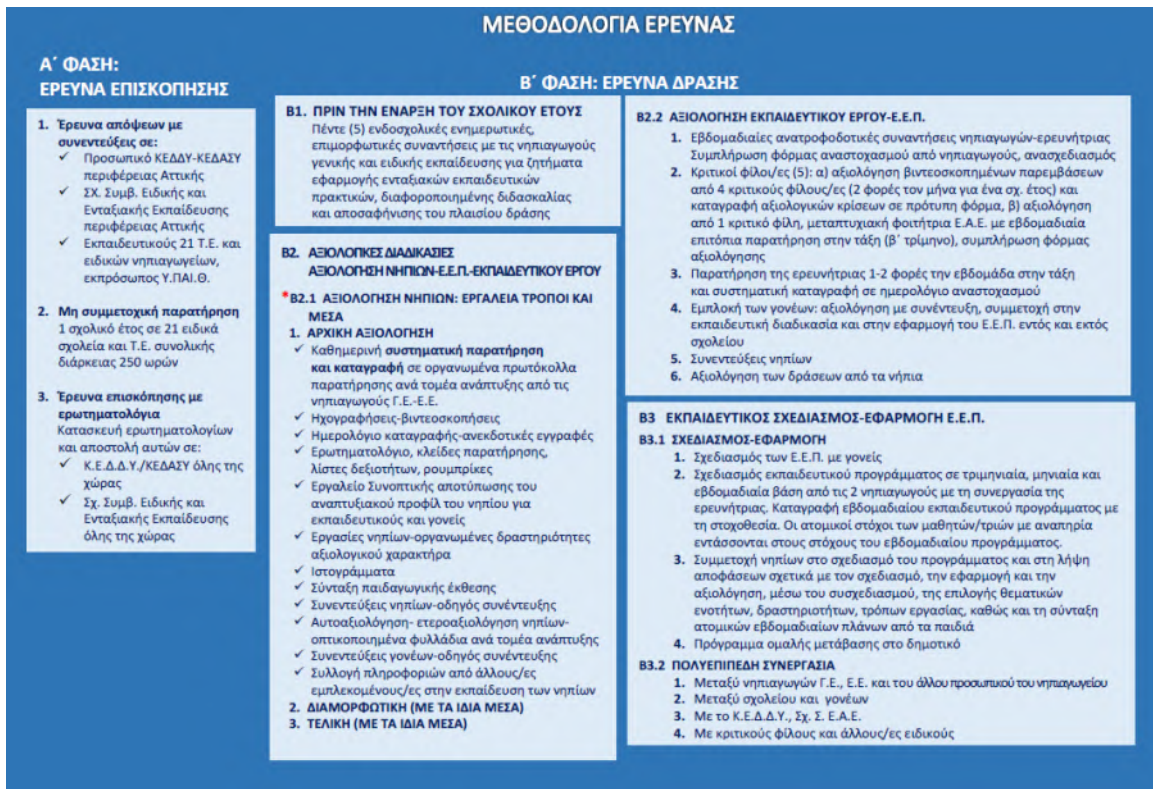 ΜΕΘΟΔΟΛΟΓΙΑ ΕΡΕΥΝΑΣ
Α΄ ΦΑΣΗ:
ΕΡΕΥΝΑ ΕΠΙΣΚΟΠΗΣΗΣ
1. Έρευνα απόψεων με
συνεντεύξεις σε:
✓ Προσωπικό ΚΕΔΔΥ-ΚΕΔΑΣΥ
περιφέρειας Αττικής
✓ ΣΧ. Συμβ. Ειδικής και
Ενταξιακής Εκπαίδευσης
περιφέρειας Αττικής
✓ Εκπαιδευτικούς 21 Τ.Ε. και
ειδικών νηπιαγωγείων,
εκπρόσωπος Υ.ΠΑΙ.Θ.
2. Μη συμμετοχική παρατήρηση
1 σχολικό έτος σε 21 ειδικά
σχολεία και Τ.Ε. συνολικής
διάρκειας 250 ωρών
3. Έρευνα επισκόπησης με
ερωτηματολόγια
Κατασκευή ερωτηματολογίων
και αποστολή αυτών σε:
✓ Κ.Ε.Δ.Δ.Υ./ΚΕΔΑΣΥ όλης της
χώρας
✓ Σχ. Συμβ. Ειδικής και
Ενταξιακής Εκπαίδευσης
όλης της χώρας
Β΄ ΦΑΣΗ: ΕΡΕΥΝΑ ΔΡΑΣΗΣ
Β1. ΠΡΙΝ ΤΗΝ ΕΝΑΡΞΗ ΤΟΥ ΣΧΟΛΙΚΟΥ ΕΤΟΥΣ
Πέντε (5) ενδοσχολικές ενημερωτικές,
επιμορφωτικές συναντήσεις με τις νηπιαγωγούς
γενικής και ειδικής εκπαίδευσης για ζητήματα
εφαρμογής ενταξιακών εκπαιδευτικών
πρακτικών, διαφοροποιημένης διδασκαλίας
και αποσαφήνισης του πλαισίου δράσης
Β2. ΑΞΙΟΛΟΓΙΚΕΣ ΔΙΑΔΙΚΑΣΙΕΣ
ΑΞΙΟΛΟΓΗΣΗ ΝΗΠΙΩΝ-Ε.Ε.Π.-ΕΚΠΑΙΔΕΥΤΙΚΟΥ ΕΡΓΟΥ
*Β2.1 ΑΞΙΟΛΟΓΗΣΗ ΝΗΠΙΩΝ: ΕΡΓΑΛΕΙΑ ΤΡΟΠΟΙ ΚΑΙ
ΜΕΣΑ
1. ΑΡΧΙΚΗ ΑΞΙΟΛΟΓΗΣΗ
✓ Καθημερινή συστηματική παρατήρηση
και καταγραφή σε οργανωμένα πρωτόκολλα
παρατήρησης ανά τομέα ανάπτυξης από τις
νηπιαγωγούς Γ.Ε.-Ε.Ε.
✓ Ηχογραφήσεις-βιντεοσκοπήσεις
✓ Ημερολόγιο καταγραφής-ανεκδοτικές εγγραφές
✓ Ερωτηματολόγιο, κλείδες παρατήρησης,
λίστες δεξιοτήτων, ρουμπρίκες
✓ Εργαλείο Συνοπτικής αποτύπωσης του
αναπτυξιακού προφίλ του νηπίου για
εκπαιδευτικούς και γονείς
✓ Εργασίες νηπίων-οργανωμένες δραστηριότητες
αξιολογικού χαρακτήρα
✓ Ιστογράμματα
✓ Σύνταξη παιδαγωγικής έκθεσης
✓ Συνεντεύξεις νηπίων-οδηγός συνέντευξης
✓ Αυτοαξιολόγηση- ετεροαξιολόγηση νηπίων-
οπτικοποιημένα φυλλάδια ανά τομέα ανάπτυξης
✓ Συνεντεύξεις γονέων-οδηγός συνέντευξης
✓ Συλλογή πληροφοριών από άλλους/ες
εμπλεκομένους/ες στην εκπαίδευση των νηπίων
2. ΔΙΑΜΟΡΦΩΤΙΚΗ (ΜΕ ΤΑ ΙΔΙΑ ΜΕΣΑ)
3. ΤΕΛΙΚΗ (ΜΕ ΤΑ ΙΔΙΑ ΜΕΣΑ)
Β2.2 ΑΞΙΟΛΟΓΗΣΗ ΕΚΠΑΙΔΕΥΤΙΚΟΥ ΕΡΓΟΥ-Ε.Ε.Π.
1. Εβδομαδιαίες ανατροφοδοτικές συναντήσεις νηπιαγωγών-ερευνήτριας
Συμπλήρωση φόρμας αναστοχασμού από νηπιαγωγούς, ανασχεδιασμός
2. Κριτικοί φίλοι/ες (5): α) αξιολόγηση βιντεοσκοπημένων παρεμβάσεων
από 4 κριτικούς φίλους/ες (2 φορές τον μήνα για ένα σχ. έτος) και
καταγραφή αξιολογικών κρίσεων σε πρότυπη φόρμα, β) αξιολόγηση
από 1 κριτικό φίλη, μεταπτυχιακή φοιτήτρια Ε.Α.Ε. με εβδομαδιαία
επιτόπια παρατήρηση στην τάξη (β΄ τρίμηνο), συμπλήρωση φόρμας
αξιολόγησης
3. Παρατήρηση της ερευνήτριας 1-2 φορές την εβδομάδα στην τάξη
και συστηματική καταγραφή σε ημερολόγιο αναστοχασμού
4. Εμπλοκή των γονέων: αξιολόγηση με συνέντευξη, συμμετοχή στην
εκπαιδευτική διαδικασία και στην εφαρμογή του Ε.Ε.Π. εντός και εκτός
σχολείου
5. Συνεντεύξεις νηπίων
6. Αξιολόγηση των δράσεων από τα νήπια
Β3 ΕΚΠΑΙΔΕΥΤΙΚΟΣ ΣΧΕΔΙΑΣΜΟΣ-ΕΦΑΡΜΟΓΗ Ε.Ε.Π.
Β3.1 ΣΧΕΔΙΑΣΜΟΣ-ΕΦΑΡΜΟΓΗ
1. Σχεδιασμός των Ε.Ε.Π. με γονείς
2. Σχεδιασμός εκπαιδευτικού προγράμματος σε τριμηνιαία, μηνιαία και
εβδομαδιαία βάση από τις 2 νηπιαγωγούς με τη συνεργασία της
ερευνήτριας. Καταγραφή εβδομαδιαίου εκπαιδευτικού προγράμματος με
τη στοχοθεσία. Οι ατομικοί στόχοι των μαθητών/τριών με αναπηρία
εντάσσονται στους στόχους του εβδομαδιαίου προγράμματος.
3. Συμμετοχή νηπίων στο σχεδιασμό του προγράμματος και στη λήψη
αποφάσεων σχετικά με τον σχεδιασμό, την εφαρμογή και την
αξιολόγηση, μέσω του συσχεδιασμού, της επιλογής θεματικών
ενοτήτων, δραστηριοτήτων, τρόπων εργασίας, καθώς και τη σύνταξη
ατομικών εβδομαδιαίων πλάνων από τα παιδιά
4. Πρόγραμμα ομαλής μετάβασης στο δημοτικό
Β3.2 ΠΟΛΥΕΠΙΠΕΔΗ ΣΥΝΕΡΓΑΣΙΑ
1. Μεταξύ νηπιαγωγών Γ.Ε., Ε.Ε. και του άλλου προσωπικού του νηπιαγωγείου
2. Μεταξύ σχολείου και γονέων
3. Με το Κ.Ε.Δ.Δ.Υ., Σχ. Σ. Ε.Α.Ε.
4. Με κριτικούς φίλους και άλλους/ες ειδικούς